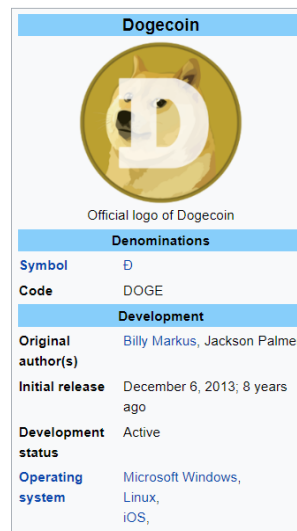 Dogecoin
Đ
Official logo of Dogecoin
Denominations
Symbol Đ
Code DOGE
Development
Original author(s) Billy Markus, Jackson Palme
Initial release December 6, 2013; 8 years
ago
Development status Active
Operating system Microsoft Windows,
Linux,
iOS,